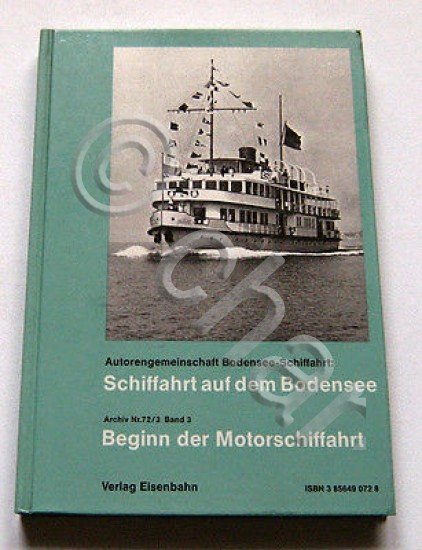 Autorengemeinschaft Bodensee-Schiffahrt:
Schiffahrt auf dem Bodensee
Archiv Nr. 72/3 Band 3
Beginn der Motorschiffahrt
Verlag Eisenbahn
ISBN 3 85649 072 8